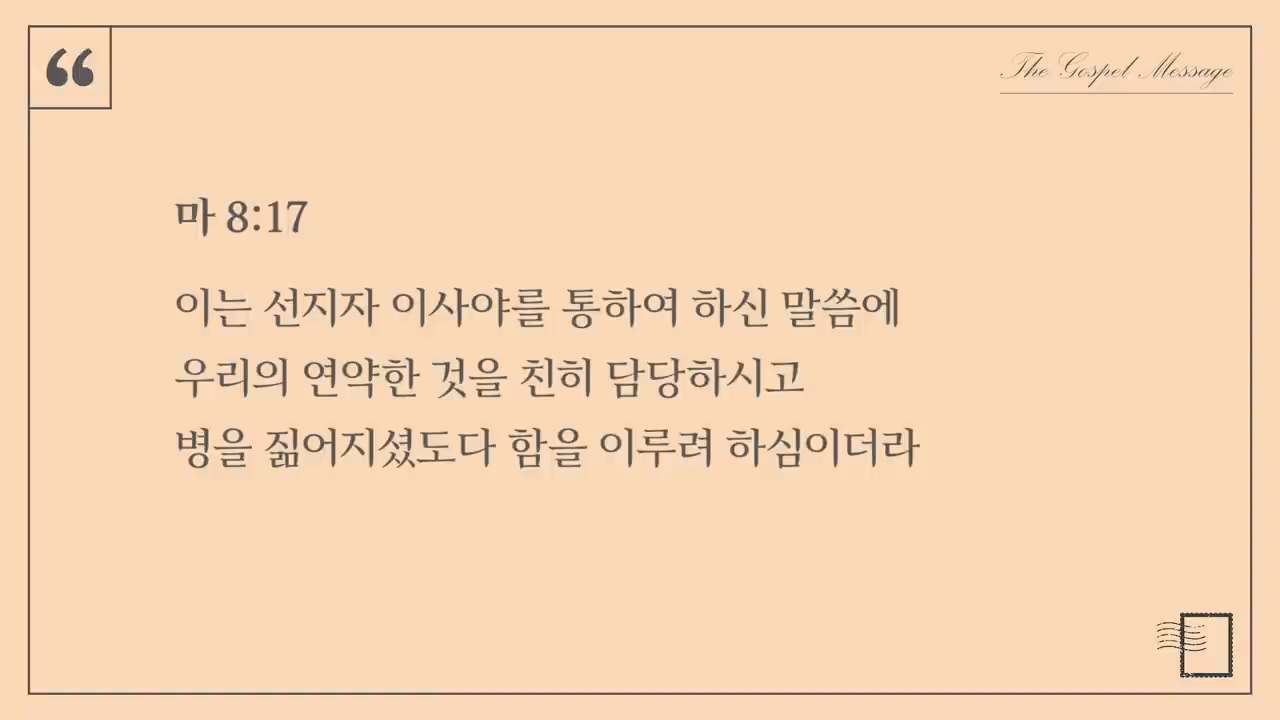 The Gospel Message
마 8:17
이는 선지자 이사야를 통하여 하신 말씀에
우리의 연약한 것을 친히 담당하시고
병을 짊어지셨도다 함을 이루려 하심이더라